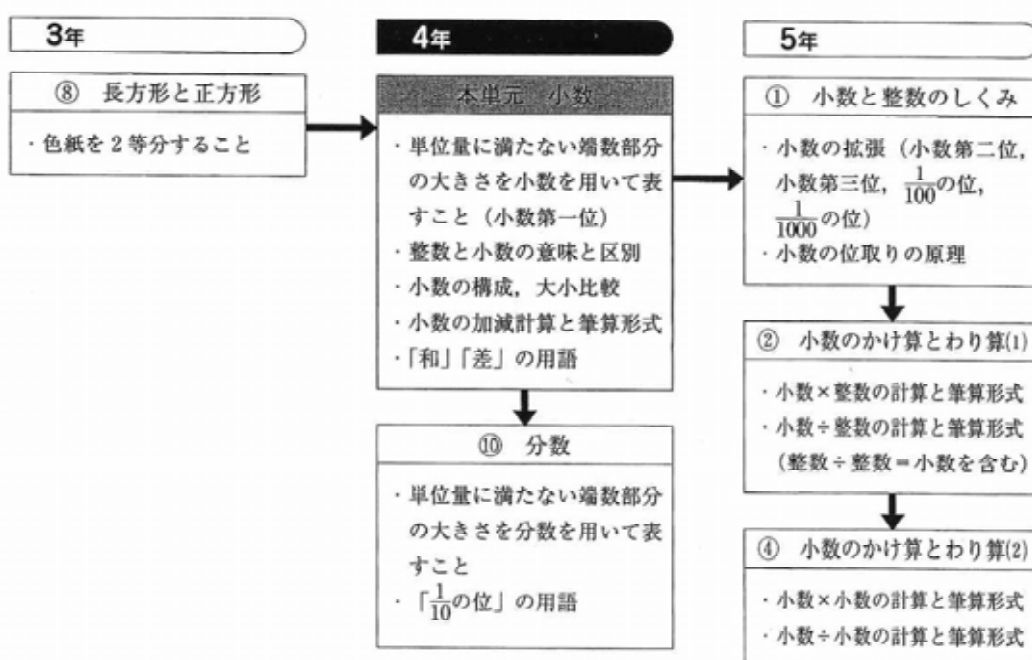 3年
⑧ 長方形と正方形
・色紙を2等分すること
4年
本単元 小数
・単位量に満たない端数部分
の大きさを小数を用いて表
すこと（小数第一位）
・整数と小数の意味と区別
・小数の構成，大小比較
・小数の加減計算と筆算形式
・「和」「差」の用語
⑩ 分数
・単位量に満たない端数部分
の大きさを分数を用いて表
すこと
・「1/10の位」の用語
5年
① 小数と整数のしくみ
・小数の拡張（小数第二位，
小数第三位，1/100の位，
1/1000の位）
・小数の位取りの原理
② 小数のかけ算とわり算(1)
・小数×整数の計算と筆算形式
・小数÷整数の計算と筆算形式
（整数÷整数＝小数を含む）
④ 小数のかけ算とわり算(2)
・小数×小数の計算と筆算形式
・小数÷小数の計算と筆算形式